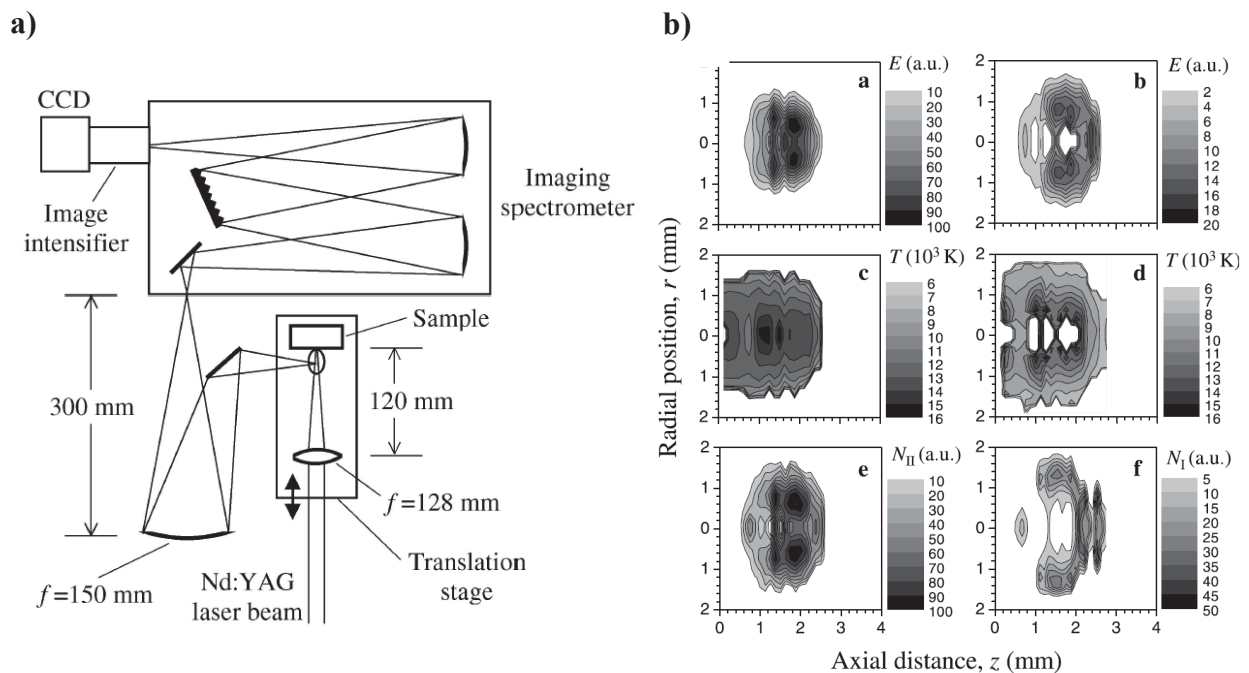 a)
CCD
Image
intensifier
Imaging
spectrometer
Sample
300 mm
120 mm
f=128 mm
f=150 mm
Nd:YAG
laser beam
Translation
stage
b)
Radial position, r (mm)
Axial distance, z (mm)
a
E (a.u.)
10
20
30
40
50
60
70
80
90
100
2
1
0
1
2
b
E (a.u.)
2
4
6
8
10
12
14
16
18
20
2
1
0
1
2
c
T (10³ K)
6
7
8
9
10
11
12
13
14
15
16
2
1
0
1
2
d
T (10³ K)
6
7
8
9
10
11
12
13
14
15
16
2
1
0
1
2
e
N_II (a.u.)
10
20
30
40
50
60
70
80
90
100
2
1
0
1
2
0 1 2 3 4
f
N_I (a.u.)
5
10
15
20
25
30
35
40
45
50
2
1
0
1
2
0 1 2 3 4